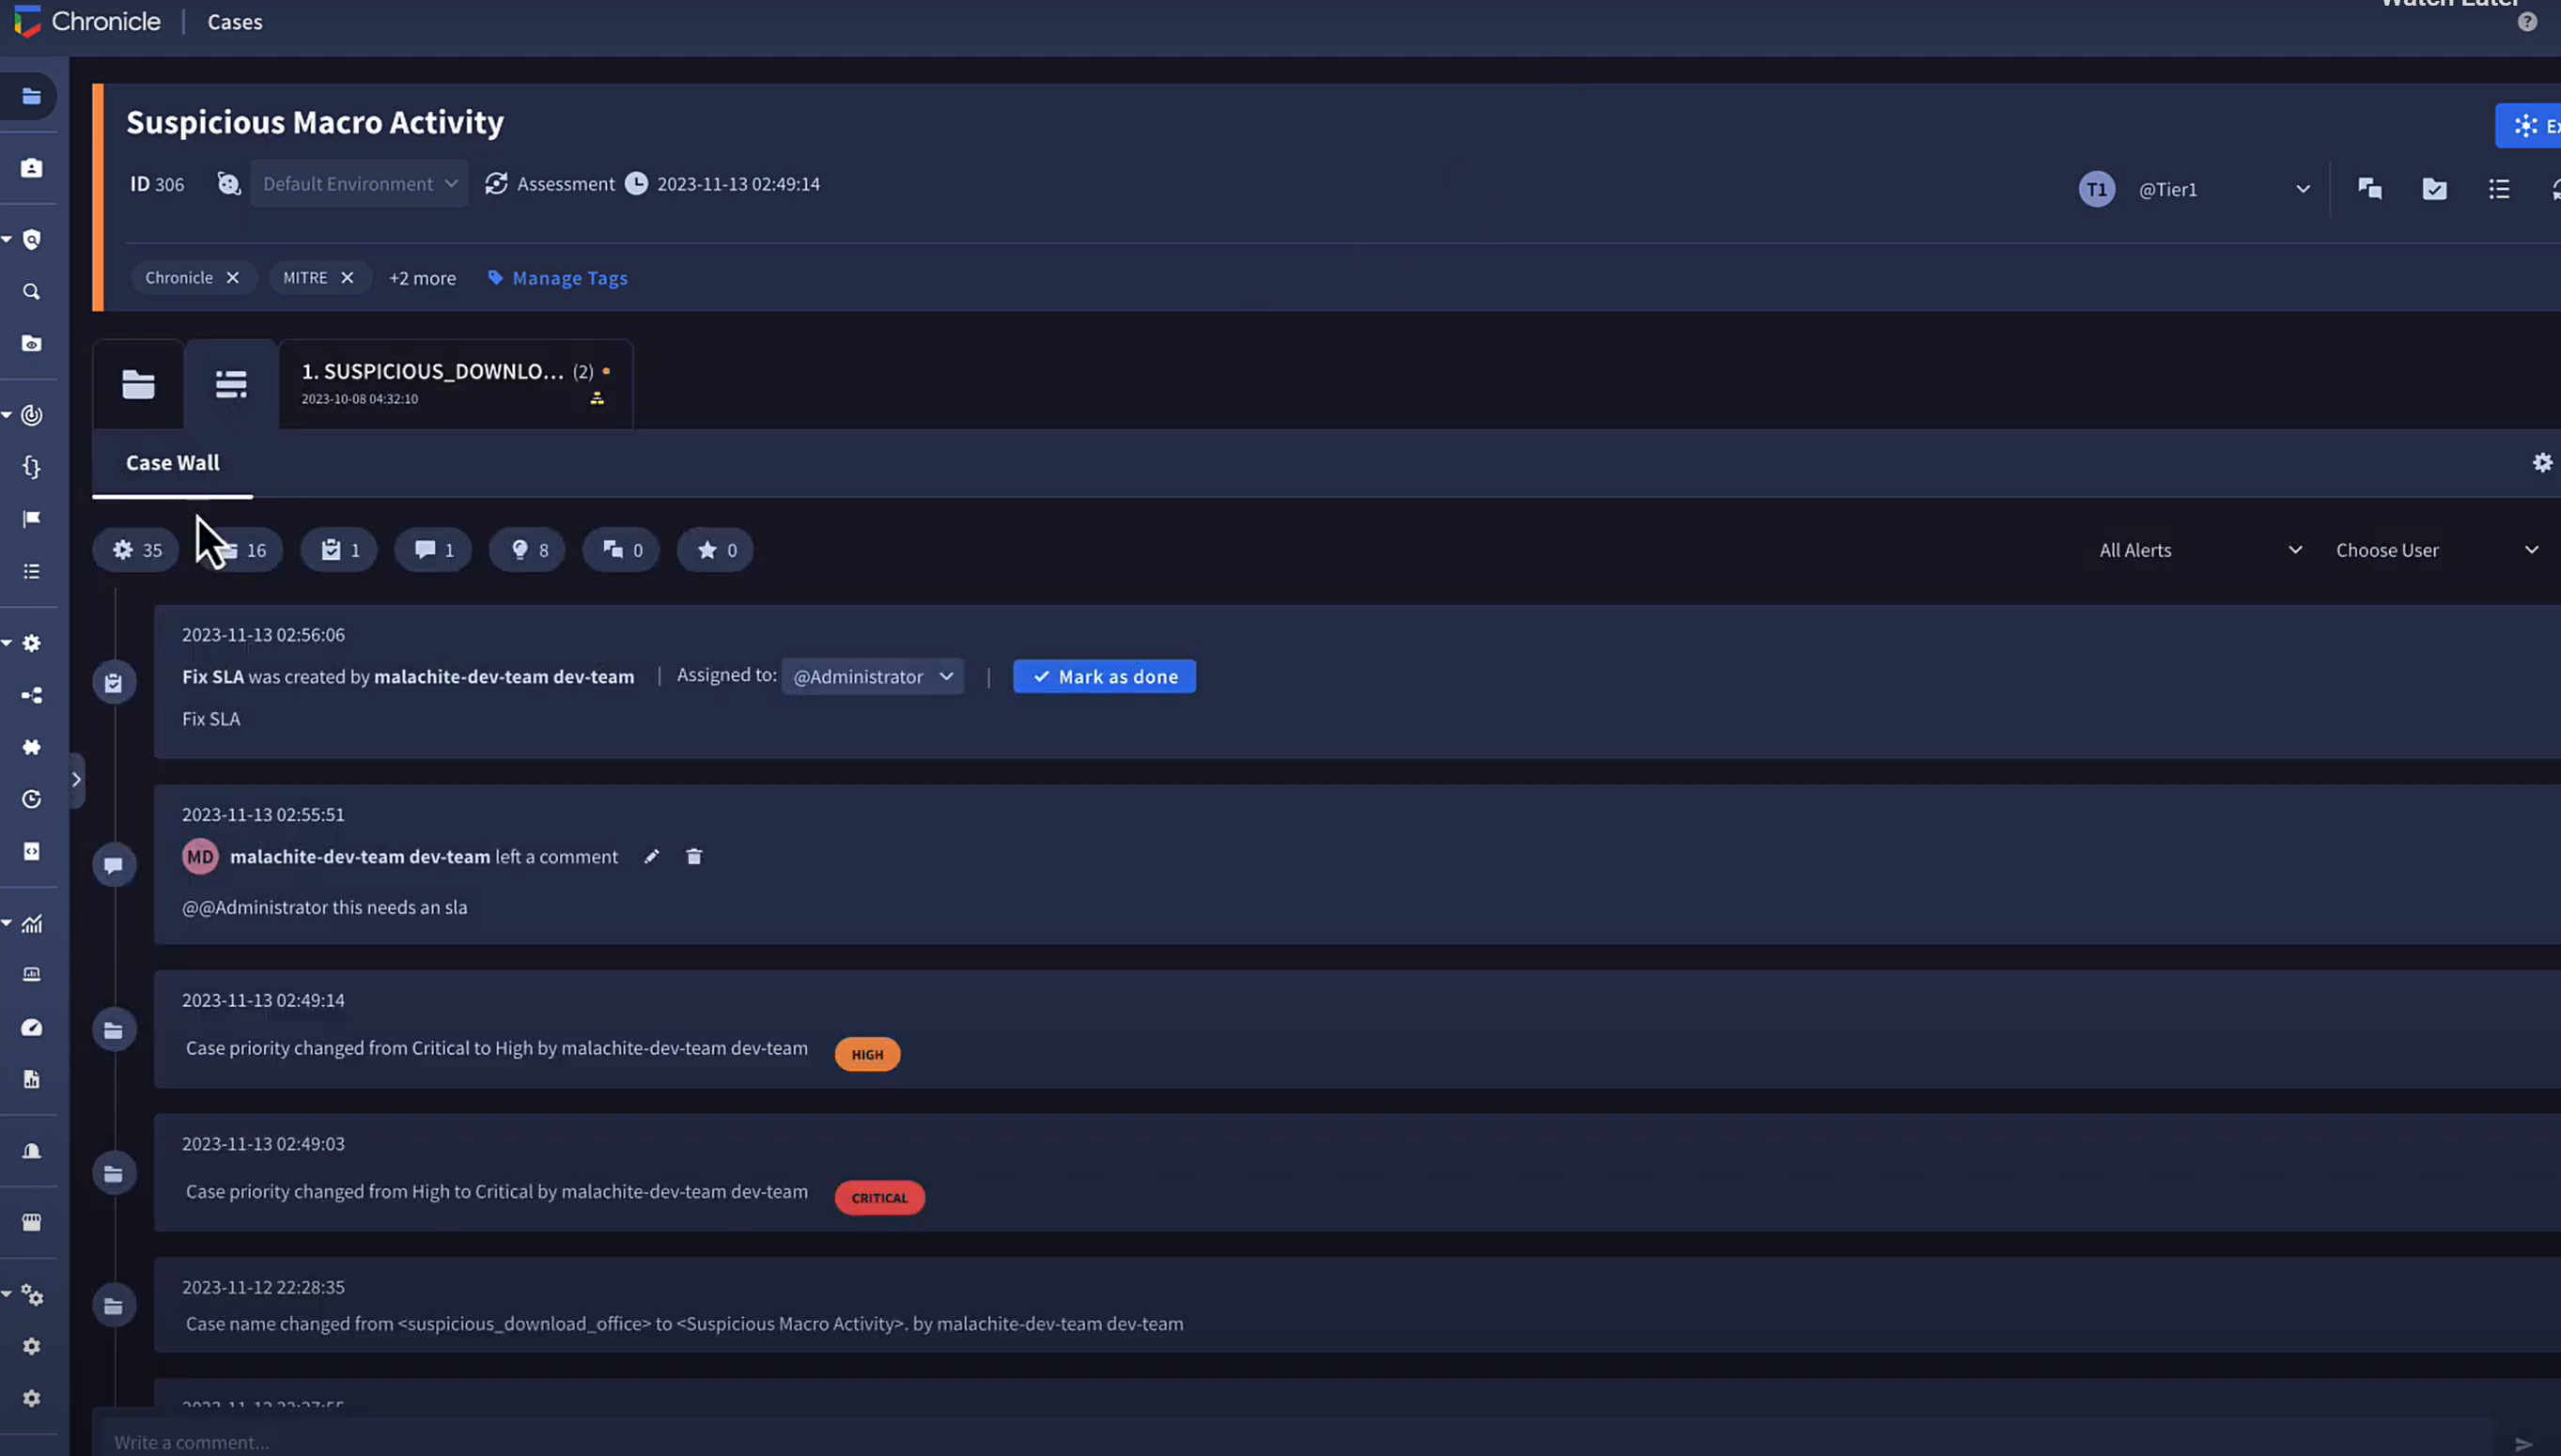 Chronicle | Cases
Watch Later
Suspicious Macro Activity
ID 306 Default Environment Assessment 2023-11-13 02:49:14
T1 @Tier1
Chronicle MITRE +2 more Manage Tags
1. SUSPICIOUS_DOWNLO... (2)
2023-10-08 04:32:10
Case Wall
35 16 1 1 8 0 0 All Alerts Choose User
2023-11-13 02:56:06
Fix SLA was created by malachite-dev-team dev-team | Assigned to: @Administrator | Mark as done
Fix SLA
2023-11-13 02:55:51
MD malachite-dev-team dev-team left a comment
@@Administrator this needs an sla
2023-11-13 02:49:14
Case priority changed from Critical to High by malachite-dev-team dev-team HIGH
2023-11-13 02:49:03
Case priority changed from High to Critical by malachite-dev-team dev-team CRITICAL
2023-11-12 22:28:35
Case name changed from <suspicious_download_office> to <Suspicious Macro Activity>. by malachite-dev-team dev-team
Write a comment...